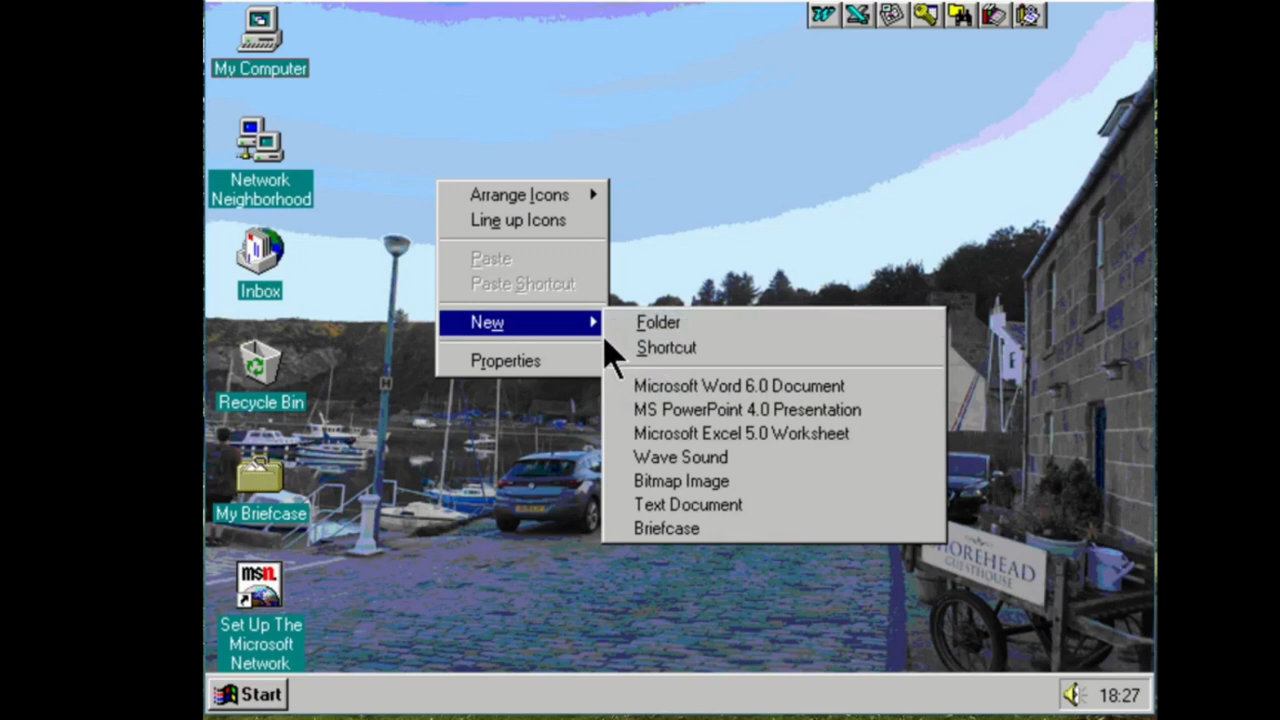 My Computer
Network
Neighborhood
Inbox
Recycle Bin
My Briefcase
msn
Set Up The
Microsoft
Network
Arrange Icons
Line up Icons
Paste
Paste Shortcut
New
Properties
Folder
Shortcut
Microsoft Word 6.0 Document
MS PowerPoint 4.0 Presentation
Microsoft Excel 5.0 Worksheet
Wave Sound
Bitmap Image
Text Document
Briefcase
H
GUESTHOUSE
Start
18:27